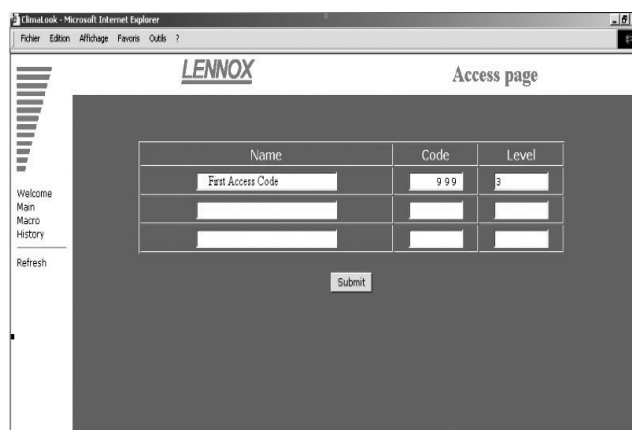 ClimaLook - Microsoft Internet Explorer
Fichier Edition Affichage Favoris Outils ?
LENNOX
Access page
Name Code Level
First Access Code 999 3
Welcome
Main
Macro
History
Refresh
Submit